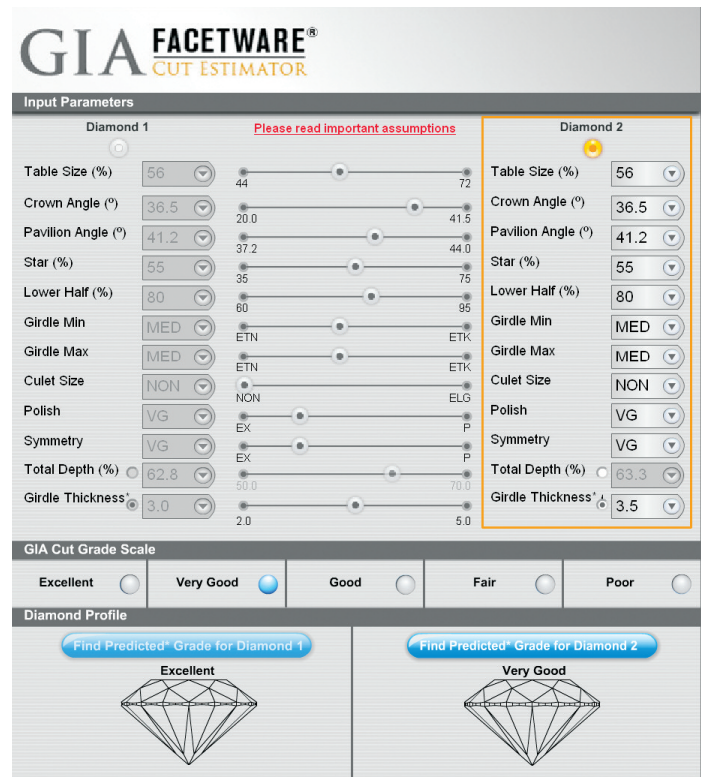 GIA FACETWARE®
CUT ESTIMATOR
Input Parameters
Diamond 1 Please read important assumptions Diamond 2
Table Size (%) 56 44 72 Table Size (%) 56
Crown Angle (º) 36.5 20.0 41.5 Crown Angle (º) 36.5
Pavilion Angle (º) 41.2 37.2 44.0 Pavilion Angle (º) 41.2
Star (%) 55 35 75 Star (%) 55
Lower Half (%) 80 60 95 Lower Half (%) 80
Girdle Min MED ETN ETK Girdle Min MED
Girdle Max MED ETN ETK Girdle Max MED
Culet Size NON NON ELG Culet Size NON
Polish VG EX P Polish VG
Symmetry VG EX P Symmetry VG
Total Depth (%) 62.8 50.0 70.0 Total Depth (%) 63.3
Girdle Thickness* 3.0 2.0 5.0 Girdle Thickness* 3.5
GIA Cut Grade Scale
Excellent Very Good Good Fair Poor
Diamond Profile
Find Predicted* Grade for Diamond 1 Find Predicted* Grade for Diamond 2
Excellent Very Good